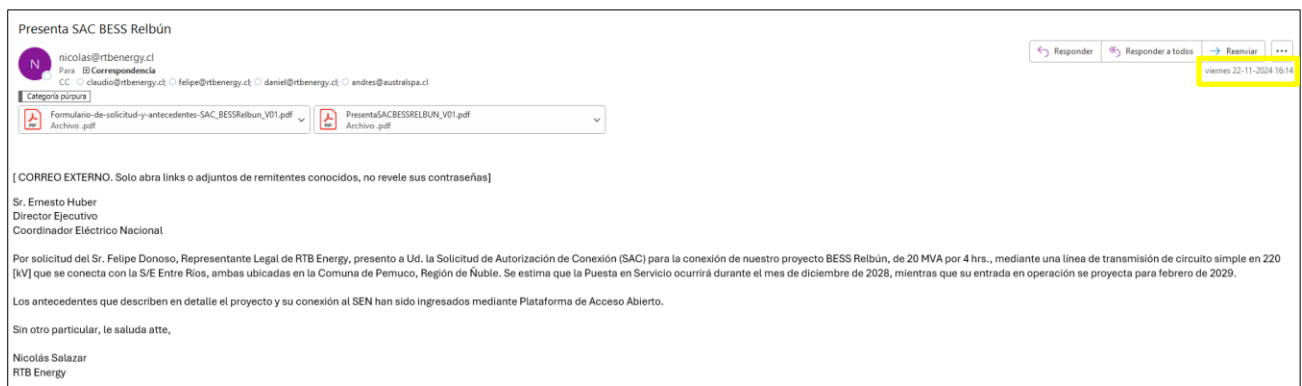 Presenta SAC BESS Relbún
N
nicolas@rtbenergy.cl
Para Correspondencia
CC claudio@rtbenergy.cl; felipe@rtbenergy.cl; daniel@rtbenergy.cl; andres@australspa.cl
Responder
Responder a todos
Reenviar
...
viernes 22-11-2024 16:14
Categoría púrpura
Formulario-de-solicitud-y-antecedentes-SAC_BESSRelbun_V01.pdf
Archivo .pdf
PresentaSACBESSRELBUN_V01.pdf
Archivo .pdf
[ CORREO EXTERNO. Solo abra links o adjuntos de remitentes conocidos, no revele sus contraseñas]
Sr. Ernesto Huber
Director Ejecutivo
Coordinador Eléctrico Nacional
Por solicitud del Sr. Felipe Donoso, Representante Legal de RTB Energy, presento a Ud. la Solicitud de Autorización de Conexión (SAC) para la conexión de nuestro proyecto BESS Relbún, de 20 MVA por 4 hrs., mediante una línea de transmisión de circuito simple en 220
[kV] que se conecta con la S/E Entre Ríos, ambas ubicadas en la Comuna de Pemuco, Región de Ñuble. Se estima que la Puesta en Servicio ocurrirá durante el mes de diciembre de 2028, mientras que su entrada en operación se proyecta para febrero de 2029.
Los antecedentes que describen en detalle el proyecto y su conexión al SEN han sido ingresados mediante Plataforma de Acceso Abierto.
Sin otro particular, le saluda atte,
Nicolás Salazar
RTB Energy